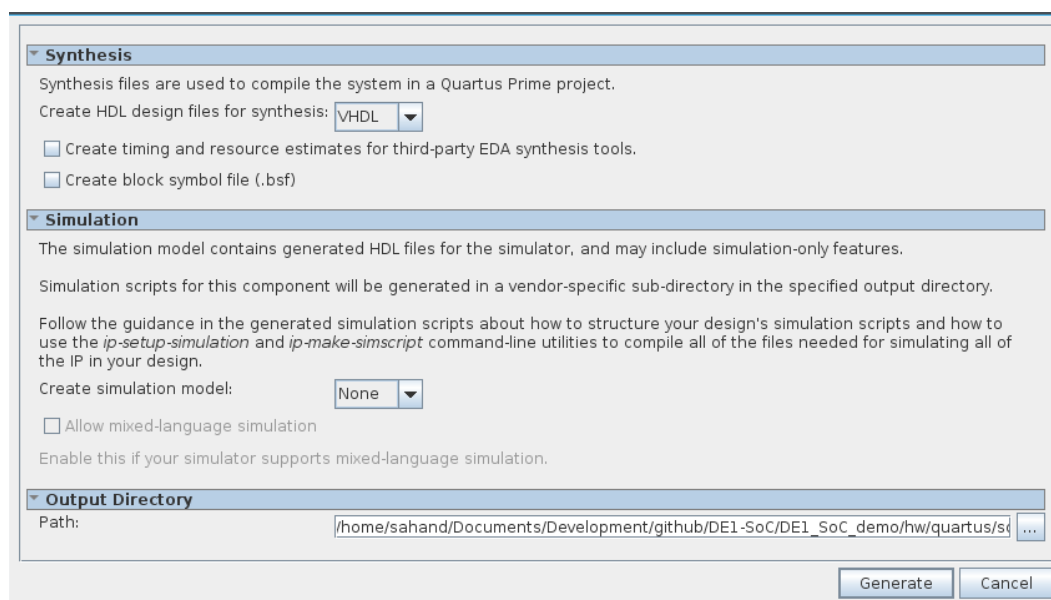 Synthesis
Synthesis files are used to compile the system in a Quartus Prime project.
Create HDL design files for synthesis: VHDL
Create timing and resource estimates for third-party EDA synthesis tools.
Create block symbol file (.bsf)
Simulation
The simulation model contains generated HDL files for the simulator, and may include simulation-only features.
Simulation scripts for this component will be generated in a vendor-specific sub-directory in the specified output directory.
Follow the guidance in the generated simulation scripts about how to structure your design's simulation scripts and how to
use the ip-setup-simulation and ip-make-simscript command-line utilities to compile all of the files needed for simulating all of
the IP in your design.
Create simulation model: None
Allow mixed-language simulation
Enable this if your simulator supports mixed-language simulation.
Output Directory
Path: /home/sahand/Documents/Development/github/DE1-SoC/DE1_SoC_demo/hw/quartus/so ...
Generate Cancel